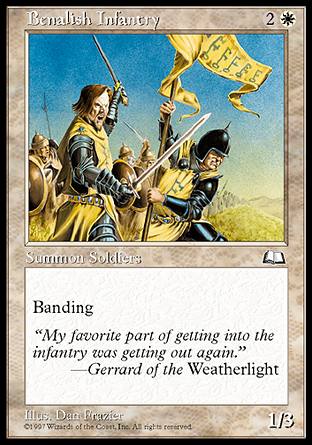 Benalish Infantry 2
Summon Soldiers
Banding
“My favorite part of getting into the
infantry was getting out again.”
—Gerrard of the Weatherlight
Illus. Dan Frazier
©1997 Wizards of the Coast, Inc. All rights reserved.
1/3